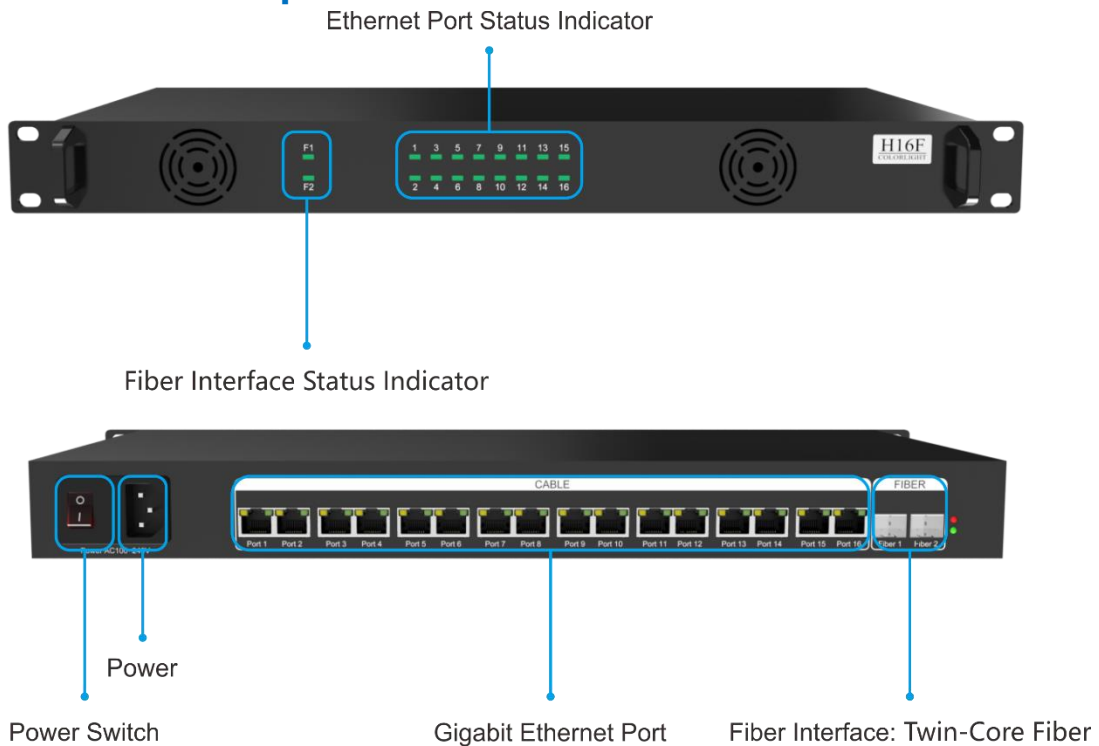 Ethernet Port Status Indicator
F1
F2
1 3 5 7 9 11 13 15
2 4 6 8 10 12 14 16
H16F
COLORLIGHT
Fiber Interface Status Indicator
CABLE
FIBER
Port 1 Port 2 Port 3 Port 4 Port 5 Port 6 Port 7 Port 8 Port 9 Port 10 Port 11 Port 12 Port 13 Port 14 Port 15 Port 16 Fiber 1 Fiber 2
Power AC100~240V
Power
Power Switch
Gigabit Ethernet Port
Fiber Interface: Twin-Core Fiber